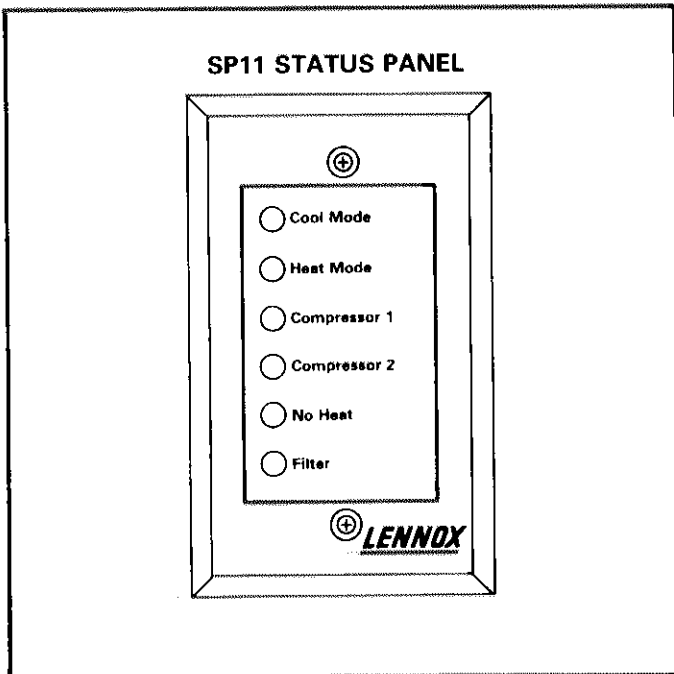 SP11 STATUS PANEL
Cool Mode
Heat Mode
Compressor 1
Compressor 2
No Heat
Filter
LENNOX